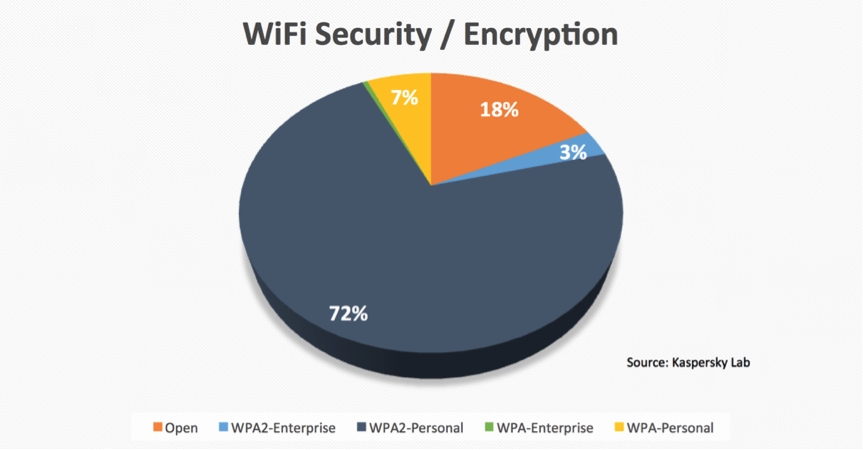 WiFi Security / Encryption
7%
18%
3%
72%
Source: Kaspersky Lab
Open WPA2-Enterprise WPA2-Personal WPA-Enterprise WPA-Personal